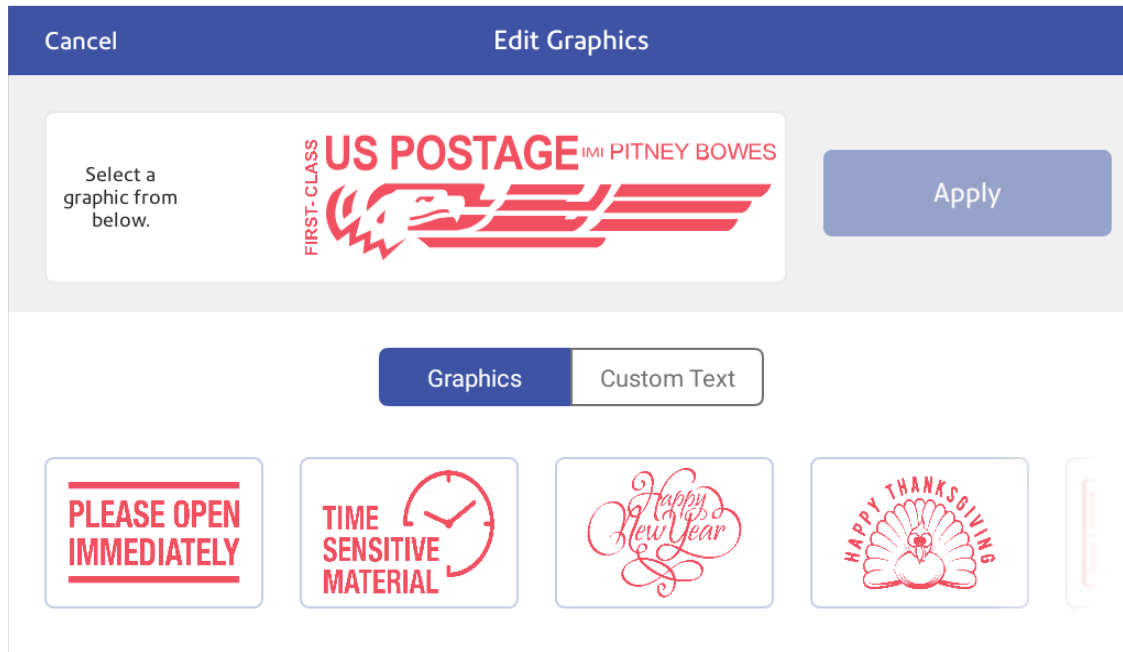 Cancel
Edit Graphics
Select a
graphic from
below.
FIRST- CLASS
US POSTAGE IMI PITNEY BOWES
Apply
Graphics
Custom Text
PLEASE OPEN
IMMEDIATELY
TIME
SENSITIVE
MATERIAL
Happy
New Year
HAPPY THANKSGIVING